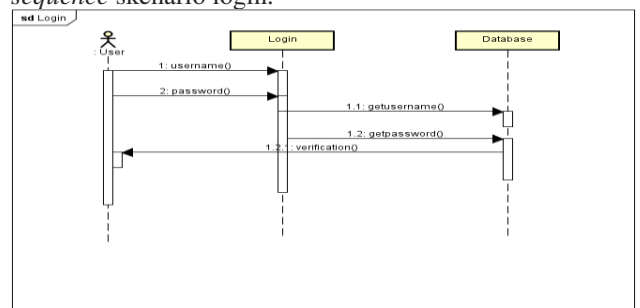 sequence skenario login.
sd Login
: User
Login
Database
1: username()
2: password()
1.1: getusername()
1.2: getpassword()
1.2.1: verification()